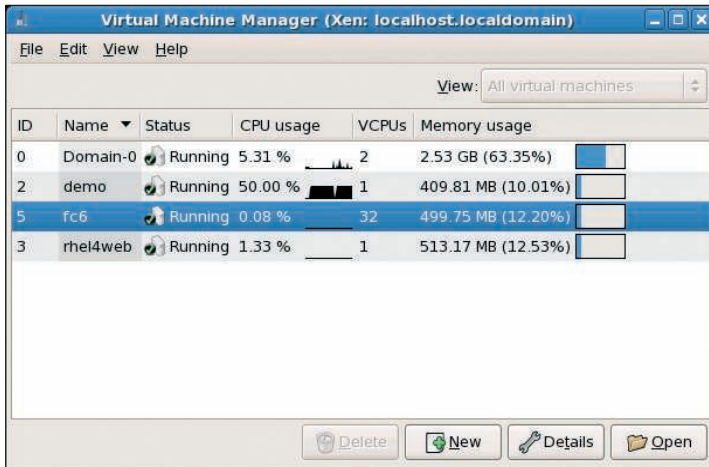 Virtual Machine Manager (Xen: localhost.localdomain)
File Edit View Help
View: All virtual machines
ID Name Status CPU usage VCPUs Memory usage
0 Domain-0 Running 5.31 % 2 2.53 GB (63.35%)
2 demo Running 50.00 % 1 409.81 MB (10.01%)
5 fc6 Running 0.08 % 32 499.75 MB (12.20%)
3 rhel4web Running 1.33 % 1 513.17 MB (12.53%)
Delete New Details Open